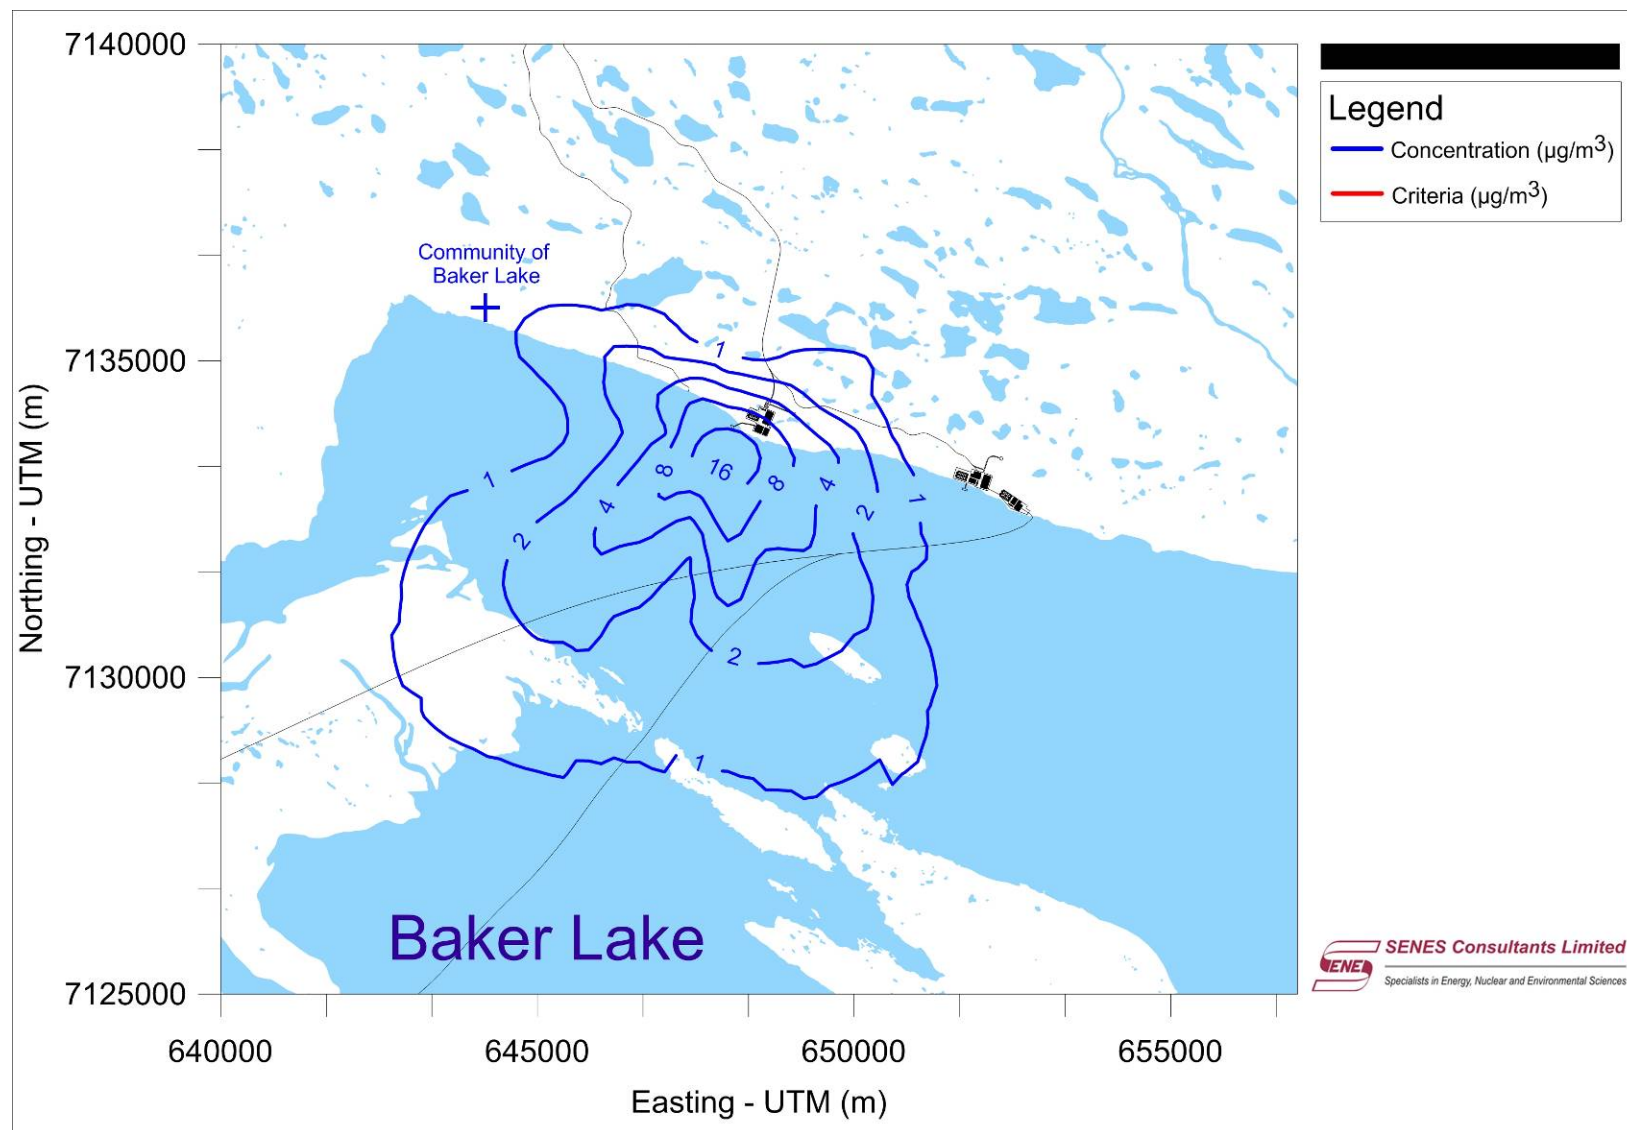 7140000
7135000
7130000
7125000
Northing - UTM (m)
640000
645000
650000
655000
Easting - UTM (m)
Community of
Baker Lake
1
1
1
1
2
2
2
4
4
8
8
16
Baker Lake
Legend
Concentration (µg/m³)
Criteria (µg/m³)
SENES
SENES Consultants Limited
Specialists in Energy, Nuclear and Environmental Sciences